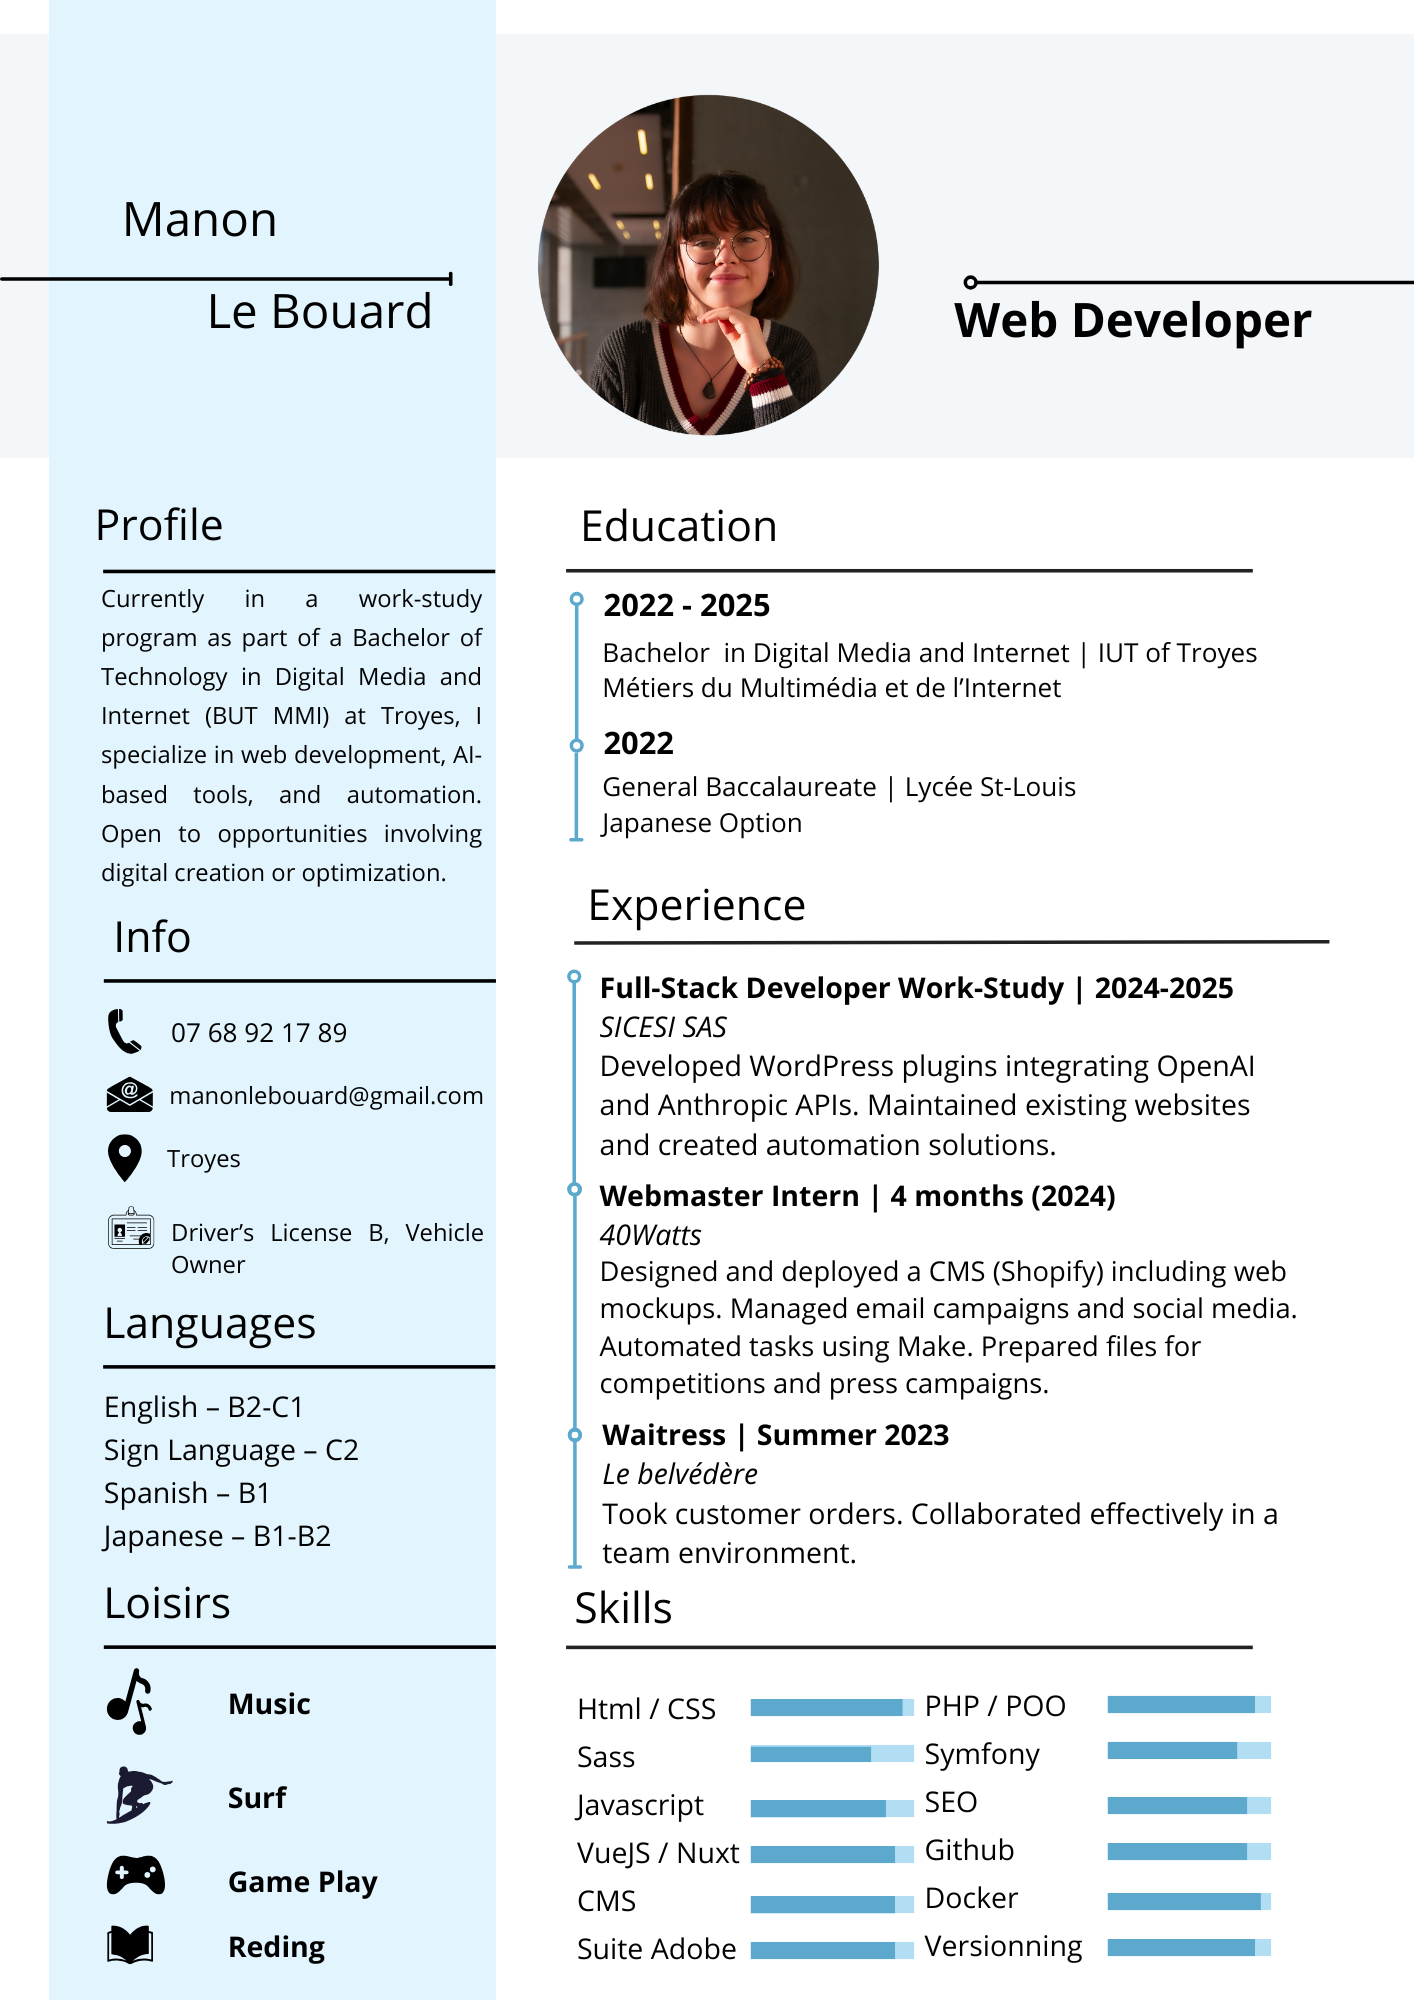 Manon
Le Bouard
Web Developer
Profile
Currently in a work-study
program as part of a Bachelor of
Technology in Digital Media and
Internet (BUT MMI) at Troyes, I
specialize in web development, AI-
based tools, and automation.
Open to opportunities involving
digital creation or optimization.
Info
07 68 92 17 89
manonlebouard@gmail.com
Troyes
Driver’s License B, Vehicle
Owner
Languages
English – B2-C1
Sign Language – C2
Spanish – B1
Japanese – B1-B2
Loisirs
Music
Surf
Game Play
Reding
Education
2022 - 2025
Bachelor in Digital Media and Internet | IUT of Troyes
Métiers du Multimédia et de l’Internet
2022
General Baccalaureate | Lycée St-Louis
Japanese Option
Experience
Full-Stack Developer Work-Study | 2024-2025
SICESI SAS
Developed WordPress plugins integrating OpenAI
and Anthropic APIs. Maintained existing websites
and created automation solutions.
Webmaster Intern | 4 months (2024)
40Watts
Designed and deployed a CMS (Shopify) including web
mockups. Managed email campaigns and social media.
Automated tasks using Make. Prepared files for
competitions and press campaigns.
Waitress | Summer 2023
Le belvédère
Took customer orders. Collaborated effectively in a
team environment.
Skills
Html / CSS
Sass
Javascript
VueJS / Nuxt
CMS
Suite Adobe
PHP / POO
Symfony
SEO
Github
Docker
Versionning